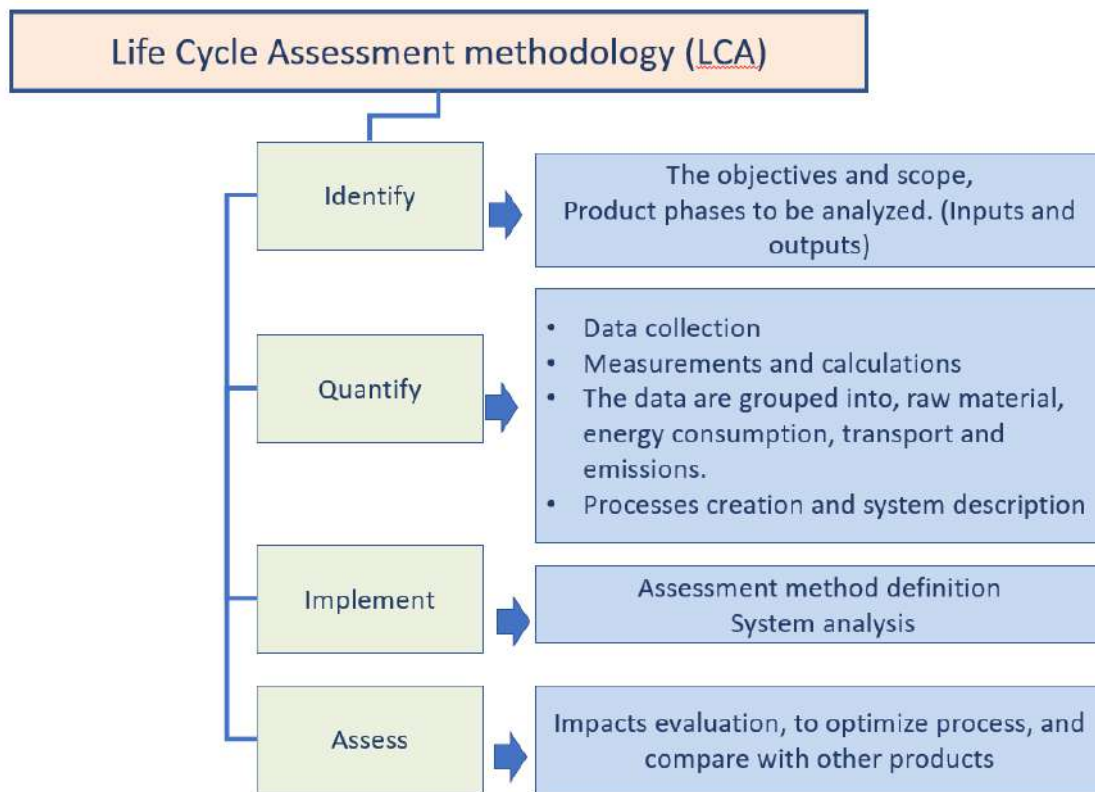 Life Cycle Assessment methodology (LCA)
Identify
The objectives and scope,
Product phases to be analyzed. (Inputs and
outputs)
Quantify
• Data collection
• Measurements and calculations
• The data are grouped into, raw material,
energy consumption, transport and
emissions.
• Processes creation and system description
Implement
Assessment method definition
System analysis
Assess
Impacts evaluation, to optimize process, and
compare with other products